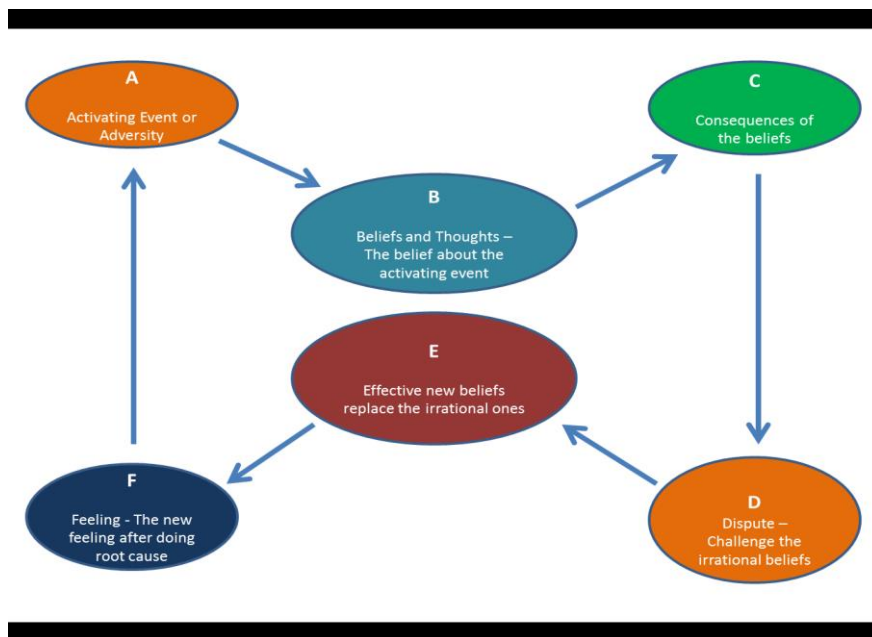 A
Activating Event or
Adversity
B
Beliefs and Thoughts –
The belief about the
activating event
C
Consequences of
the beliefs
D
Dispute –
Challenge the
irrational beliefs
E
Effective new beliefs
replace the irrational ones
F
Feeling - The new
feeling after doing
root cause